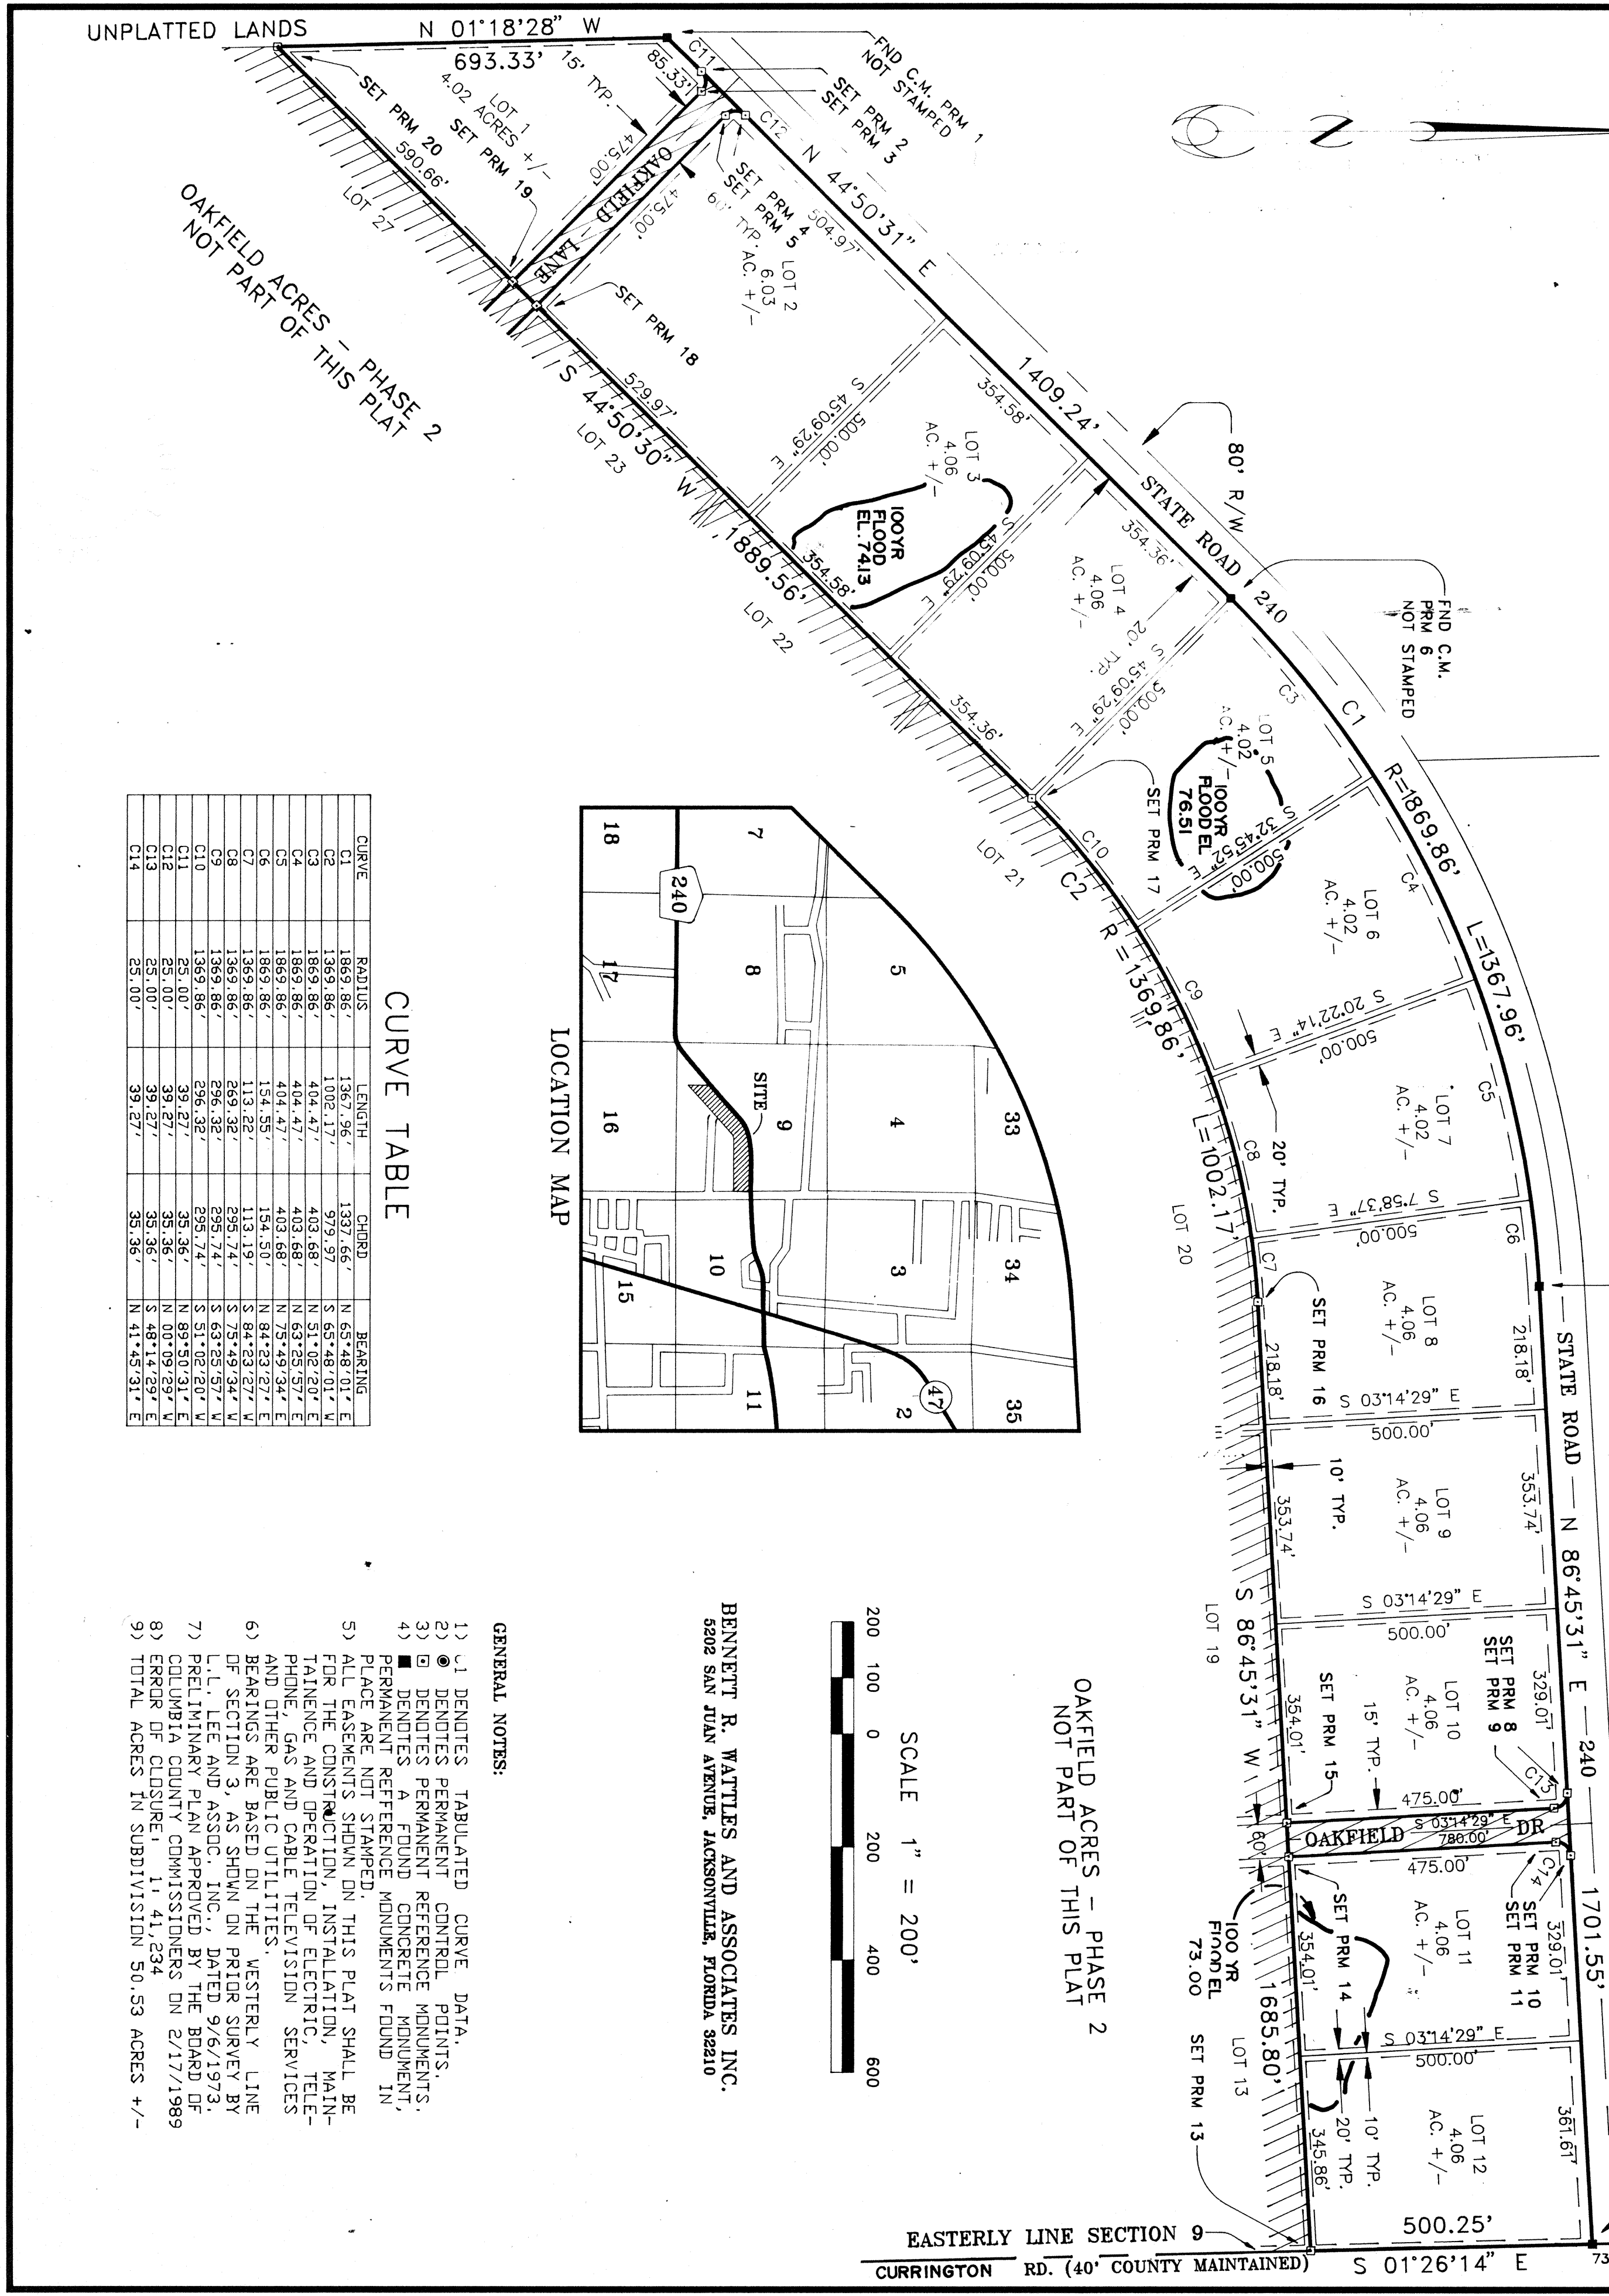 UNPLATTED LANDS
N 01°18'28" W
693.33'
15' TYP.
85.33'
C11
FND C.M. PRM 1
NOT STAMPED
SET PRM 2
SET PRM 3
C12
N 44°50'31" E
1409.24'
STATE ROAD 240
80' R/W
LOT 1
4.02 ACRES +/-
SET PRM 20
SET PRM 19
590.66'
LOT 27
475.00'
OAKFIELD LANE
475.00'
SET PRM 4
SET PRM 5
60' TYP.
LOT 2
6.03
AC. +/-
504.97'
SET PRM 18
OAKFIELD ACRES - PHASE 2
NOT PART OF THIS PLAT
529.97'
S 44°50'30" W, 1889.56'
LOT 23
S 45°09'29" E
500.00'
354.58'
LOT 3
4.06
AC. +/-
100YR
FLOOD
EL. 74.13
354.58'
LOT 22
S 45°09'29" E
500.00'
354.36'
LOT 4
4.06
AC. +/-
20' TYP.
S 45°09'29" E
500.00'
354.36'
FND C.M.
PRM 6
NOT STAMPED
C3
C1
R=1869.86'
L=1367.96'
LOT 5
4.02
AC. +/-
100YR
FLOOD EL
76.51
S 32°45'52" E
500.00'
SET PRM 17
LOT 21
C10
C2
R=1369.86'
L=1002.17'
C4
LOT 6
4.02
AC. +/-
C9
S 20°22'14" E
500.00'
C5
LOT 7
4.02
AC. +/-
C8
20' TYP.
LOT 20
S 7°58'37" E
500.00'
C6
C7
LOT 8
4.06
AC. +/-
SET PRM 16
218.18'
218.18'
S 03°14'29" E
500.00'
STATE ROAD — N 86°45'31" E — 240
1701.55'
353.74'
LOT 9
4.06
AC. +/-
10' TYP.
353.74'
S 03°14'29" E
500.00'
LOT 19
S 86°45'31" W
1685.80'
SET PRM 8
SET PRM 9
329.01'
LOT 10
4.06
AC. +/-
15' TYP.
SET PRM 15
354.01'
C13
475.00'
S 03°14'29" E
780.00'
OAKFIELD DR
60'
475.00'
C14
SET PRM 10
SET PRM 11
329.01'
LOT 11
4.06
AC. +/-
SET PRM 14
354.01'
100 YR
FLOOD EL
73.00
S 03°14'29" E
500.00'
LOT 13
SET PRM 13
10' TYP.
20' TYP.
345.86'
361.61'
LOT 12
4.06
AC. +/-
500.25'
S 01°26'14" E
73
EASTERLY LINE SECTION 9
CURRINGTON RD. (40' COUNTY MAINTAINED)
OAKFIELD ACRES - PHASE 2
NOT PART OF THIS PLAT
SCALE 1" = 200'
200 100 0 200 400 600
BENNETT R. WATTLES AND ASSOCIATES INC.
5202 SAN JUAN AVENUE, JACKSONVILLE, FLORIDA 32210
LOCATION MAP
33 34 35
5 4 3 2
47
7 8 9 10 11
SITE
240
18 17 16 15
CURVE TABLE
CURVE RADIUS LENGTH CHORD BEARING
C1 1869.86' 1367.96' 1337.66' N 65°48'01" E
C2 1369.86' 1002.17' 979.97 S 65°48'01" W
C3 1869.86' 404.47' 403.68' N 51°02'20" E
C4 1869.86' 404.47' 403.68' N 63°25'57" E
C5 1869.86' 404.47' 403.68' N 75°49'34" E
C6 1869.86' 154.55' 154.50' N 84°23'27" E
C7 1369.86' 113.22' 113.19' S 84°23'27" W
C8 1369.86' 269.32' 295.74' S 75°49'34" W
C9 1369.86' 296.32' 295.74' S 63°25'57" W
C10 1369.86' 296.32' 295.74' S 51°02'20" W
C11 25.00' 39.27' 35.36' N 89°50'31" E
C12 25.00' 39.27' 35.36' N 00°09'29" W
C13 25.00' 39.27' 35.36' S 48°14'29" E
C14 25.00' 39.27' 35.36' N 41°45'31" E
GENERAL NOTES:
1) C1 DENOTES TABULATED CURVE DATA.
2) DENOTES PERMANENT CONTROL POINTS.
3) DENOTES PERMANENT REFERENCE MONUMENTS.
4) DENOTES A FOUND CONCRETE MONUMENT,
PERMANENT REFFERENCE MONUMENTS FOUND IN
PLACE ARE NOT STAMPED.
5) ALL EASEMENTS SHOWN ON THIS PLAT SHALL BE
FOR THE CONSTRUCTION, INSTALLATION, MAIN-
TAINENCE AND OPERATION OF ELECTRIC, TELE-
PHONE, GAS AND CABLE TELEVISION SERVICES
AND OTHER PUBLIC UTILITIES.
6) BEARINGS ARE BASED ON THE WESTERLY LINE
OF SECTION 3, AS SHOWN ON PRIOR SURVEY BY
L.L. LEE AND ASSOC. INC., DATED 9/6/1973.
7) PRELIMINARY PLAN APPROVED BY THE BOARD OF
COLUMBIA COUNTY COMMISSIONERS ON 2/17/1989
8) ERROR OF CLOSURE: 1: 41,234
9) TOTAL ACRES IN SUBDIVISION 50.53 ACRES +/-